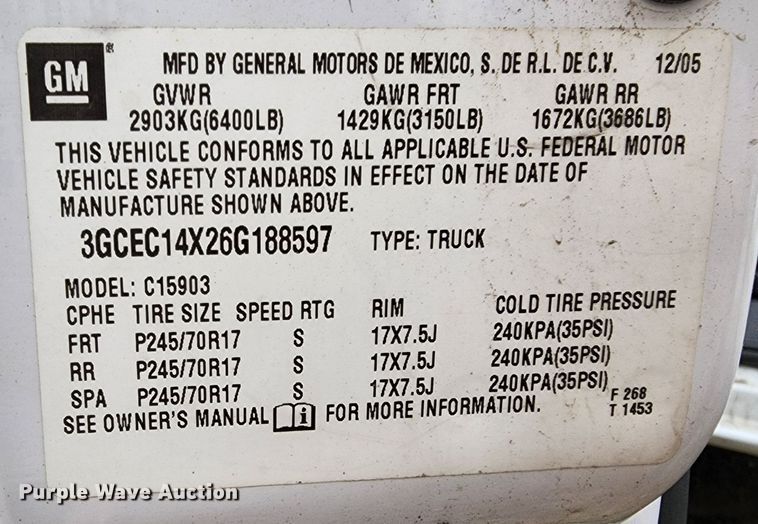 GM
MFD BY GENERAL MOTORS DE MEXICO, S. DE R.L. DE C.V. 12/05
GVWR GAWR FRT GAWR RR
2903KG(6400LB) 1429KG(3150LB) 1672KG(3686LB)
THIS VEHICLE CONFORMS TO ALL APPLICABLE U.S. FEDERAL MOTOR
VEHICLE SAFETY STANDARDS IN EFFECT ON THE DATE OF
MANUFACTURE SHOWN ABOVE.
3GCEC14X26G188597 TYPE: TRUCK
MODEL: C15903
CPHE TIRE SIZE SPEED RTG RIM COLD TIRE PRESSURE
FRT P245/70R17 S 17X7.5J 240KPA(35PSI)
RR P245/70R17 S 17X7.5J 240KPA(35PSI)
SPA P245/70R17 S 17X7.5J 240KPA(35PSI)
SEE OWNER'S MANUAL i FOR MORE INFORMATION.
F 268
T 1453
Purple Wave Auction